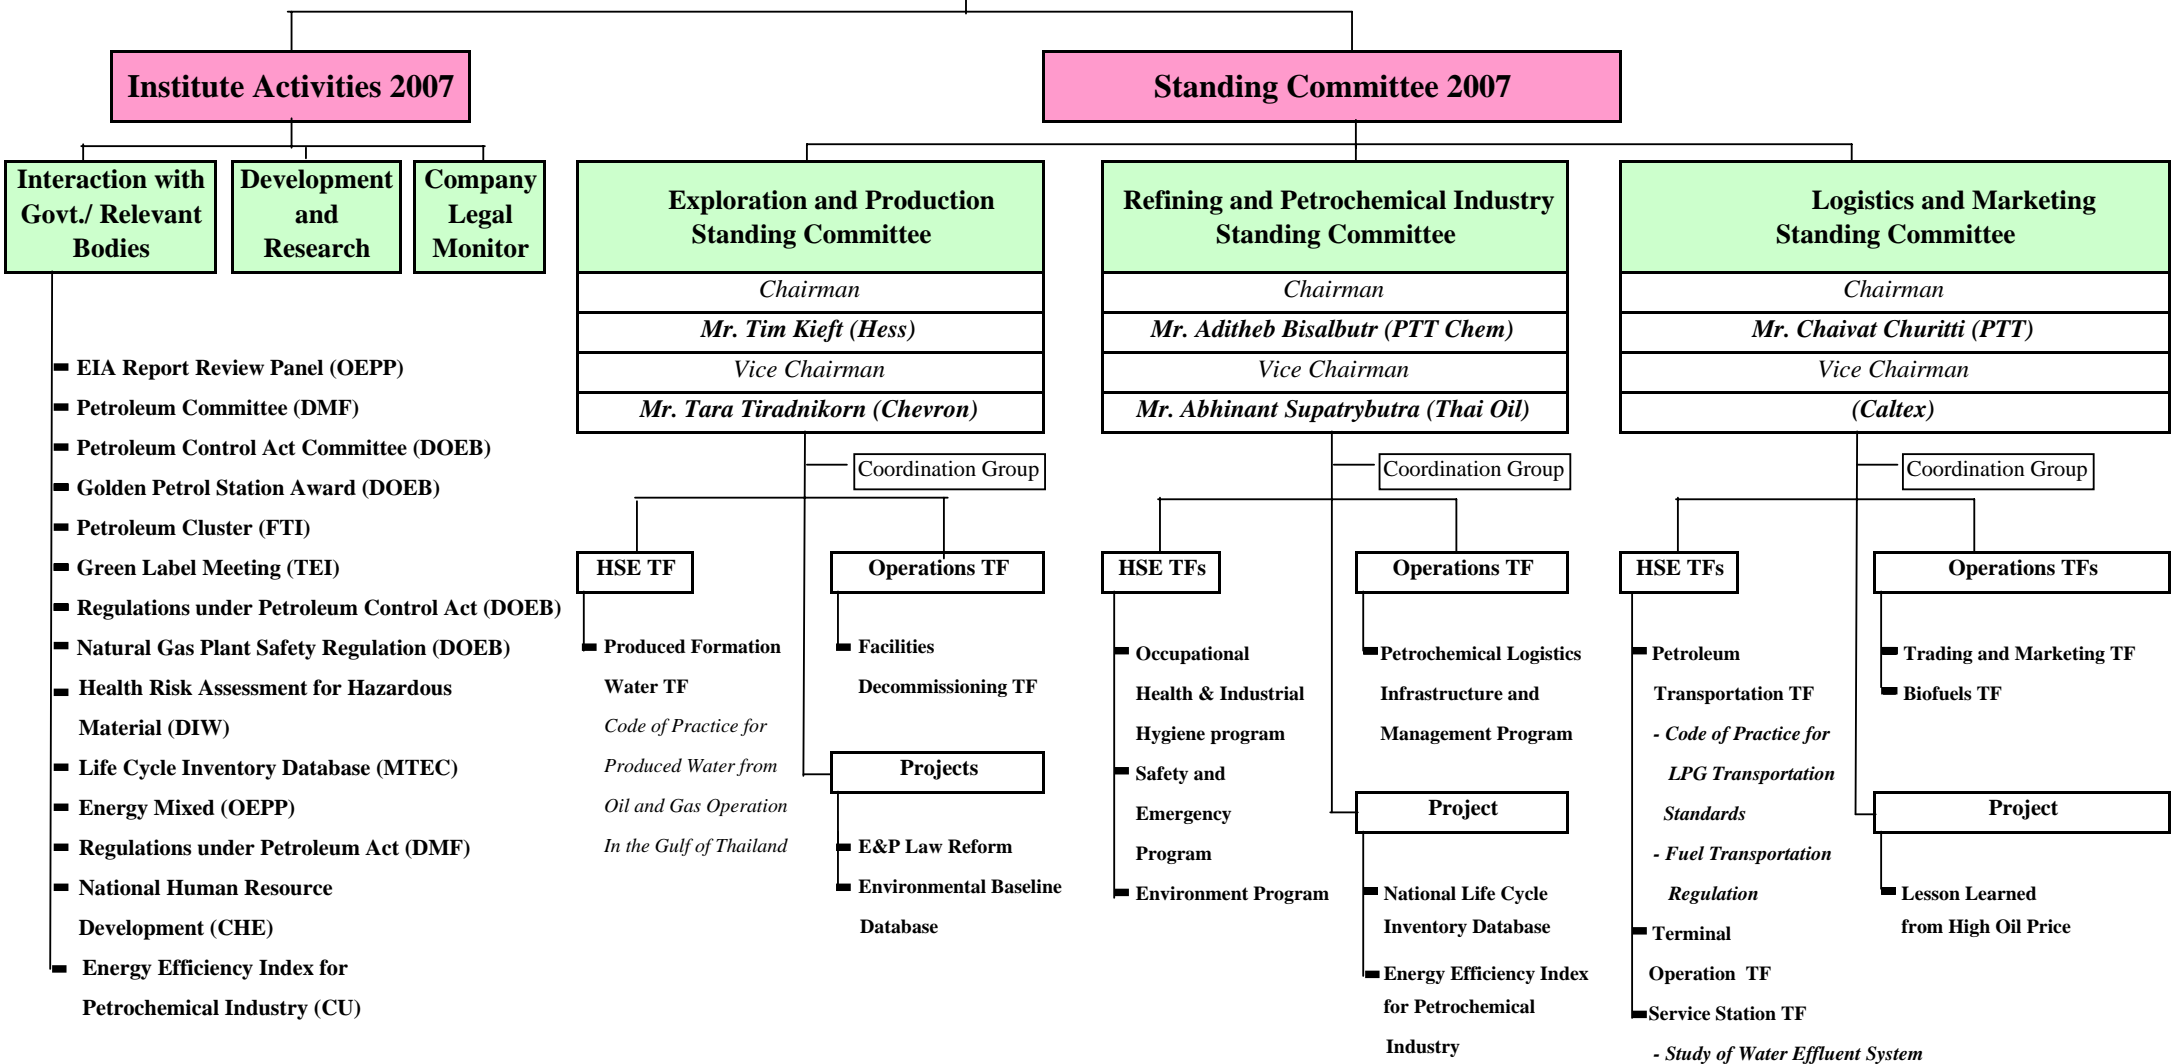 Institute Activities 2007
Standing Committee 2007
Interaction with
Govt./ Relevant
Bodies
Development
and
Research
Company
Legal
Monitor
EIA Report Review Panel (OEPP)
Petroleum Committee (DMF)
Petroleum Control Act Committee (DOEB)
Golden Petrol Station Award (DOEB)
Petroleum Cluster (FTI)
Green Label Meeting (TEI)
Regulations under Petroleum Control Act (DOEB)
Natural Gas Plant Safety Regulation (DOEB)
Health Risk Assessment for Hazardous
Material (DIW)
Life Cycle Inventory Database (MTEC)
Energy Mixed (OEPP)
Regulations under Petroleum Act (DMF)
National Human Resource
Development (CHE)
Energy Efficiency Index for
Petrochemical Industry (CU)
Exploration and Production
Standing Committee
Chairman
Mr. Tim Kieft (Hess)
Vice Chairman
Mr. Tara Tiradnikorn (Chevron)
Coordination Group
HSE TF
Produced Formation
Water TF
Code of Practice for
Produced Water from
Oil and Gas Operation
In the Gulf of Thailand
Operations TF
Facilities
Decommissioning TF
Projects
E&P Law Reform
Environmental Baseline
Database
Refining and Petrochemical Industry
Standing Committee
Chairman
Mr. Aditheb Bisalbutr (PTT Chem)
Vice Chairman
Mr. Abhinant Supatrybutra (Thai Oil)
Coordination Group
HSE TFs
Occupational
Health & Industrial
Hygiene program
Safety and
Emergency
Program
Environment Program
Operations TF
Petrochemical Logistics
Infrastructure and
Management Program
Project
National Life Cycle
Inventory Database
Energy Efficiency Index
for Petrochemical
Industry
Logistics and Marketing
Standing Committee
Chairman
Mr. Chaivat Churitti (PTT)
Vice Chairman
(Caltex)
Coordination Group
HSE TFs
Petroleum
Transportation TF
- Code of Practice for
LPG Transportation
Standards
- Fuel Transportation
Regulation
Terminal
Operation TF
Service Station TF
- Study of Water Effluent System
Operations TFs
Trading and Marketing TF
Biofuels TF
Project
Lesson Learned
from High Oil Price